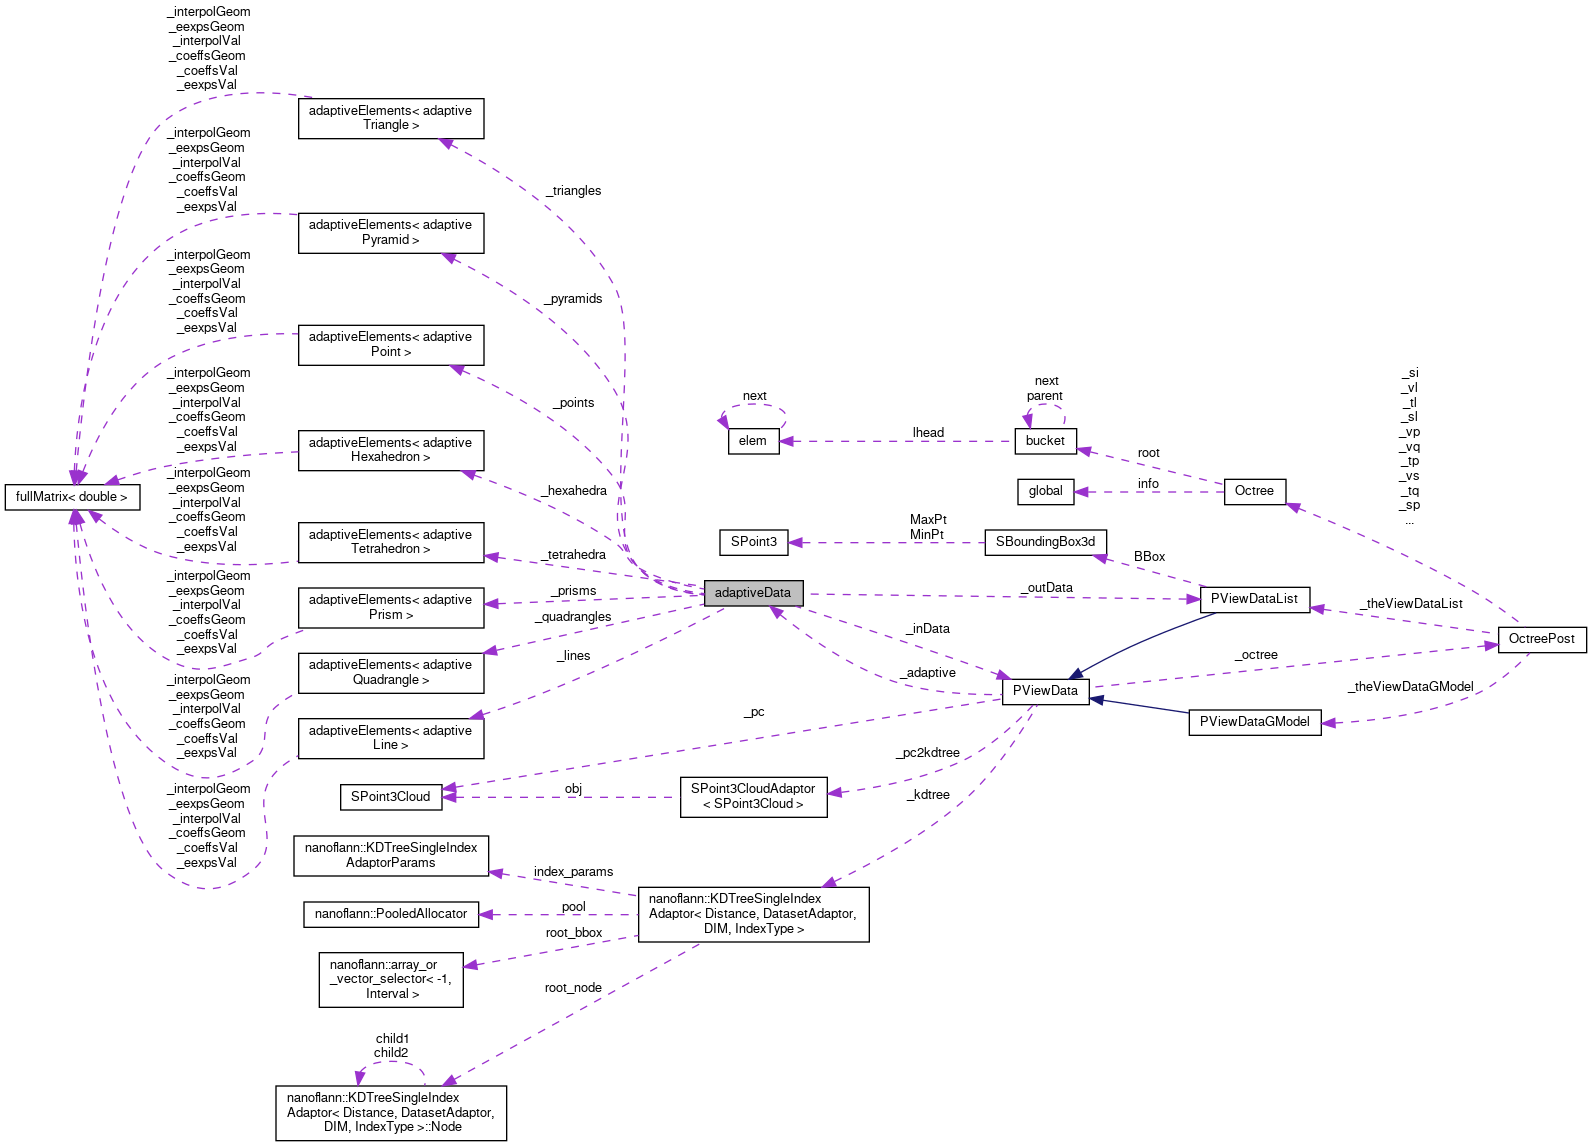 _interpolGeom
_eexpsGeom
_interpolVal
_coeffsGeom
_coeffsVal
_eexpsVal
adaptiveElements< adaptive
Triangle >
_interpolGeom
_eexpsGeom
_interpolVal
_coeffsGeom
_coeffsVal
_eexpsVal
_triangles
adaptiveElements< adaptive
Pyramid >
_interpolGeom
_eexpsGeom
_interpolVal
_coeffsGeom
_coeffsVal
_eexpsVal
_pyramids
adaptiveElements< adaptive
Point >
_interpolGeom
_eexpsGeom
_interpolVal
_coeffsGeom
_coeffsVal
_eexpsVal
_points
adaptiveElements< adaptive
Hexahedron >
_hexahedra
fullMatrix< double >
_interpolGeom
_eexpsGeom
_interpolVal
_coeffsGeom
_coeffsVal
_eexpsVal
adaptiveElements< adaptive
Tetrahedron >
_tetrahedra
_interpolGeom
_eexpsGeom
_interpolVal
_coeffsGeom
_coeffsVal
_eexpsVal
adaptiveElements< adaptive
Prism >
_prisms
_quadrangles
adaptiveElements< adaptive
Quadrangle >
_lines
_interpolGeom
_eexpsGeom
_interpolVal
_coeffsGeom
_coeffsVal
_eexpsVal
adaptiveElements< adaptive
Line >
_interpolGeom
_eexpsGeom
_interpolVal
_coeffsGeom
_coeffsVal
_eexpsVal
next
elem
lhead
next
parent
bucket
root
global
info
Octree
_si
_vl
_tl
_sl
_vp
_vq
_tp
_vs
_tq
_sp
...
SPoint3
MaxPt
MinPt
SBoundingBox3d
BBox
adaptiveData
_outData
PViewDataList
_theViewDataList
OctreePost
_inData
_adaptive
_octree
PViewData
_theViewDataGModel
PViewDataGModel
_pc
_pc2kdtree
_kdtree
SPoint3Cloud
obj
SPoint3CloudAdaptor
< SPoint3Cloud >
nanoflann::KDTreeSingleIndex
AdaptorParams
index_params
nanoflann::PooledAllocator
pool
nanoflann::KDTreeSingleIndex
Adaptor< Distance, DatasetAdaptor,
DIM, IndexType >
root_bbox
nanoflann::array_or
_vector_selector< -1,
Interval >
root_node
child1
child2
nanoflann::KDTreeSingleIndex
Adaptor< Distance, DatasetAdaptor,
DIM, IndexType >::Node